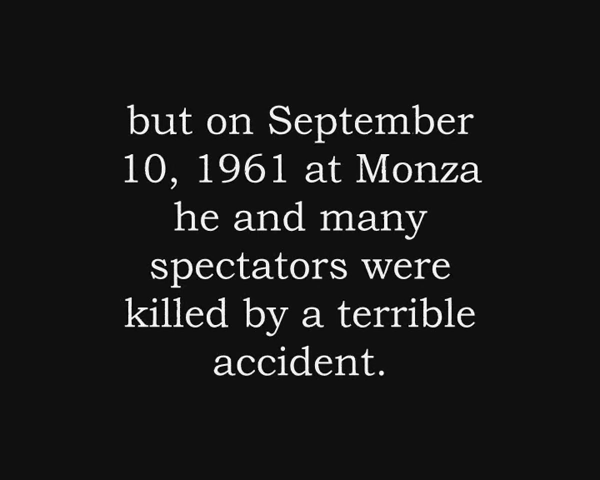 but on September
10, 1961 at Monza
he and many
spectators were
killed by a terrible
accident.